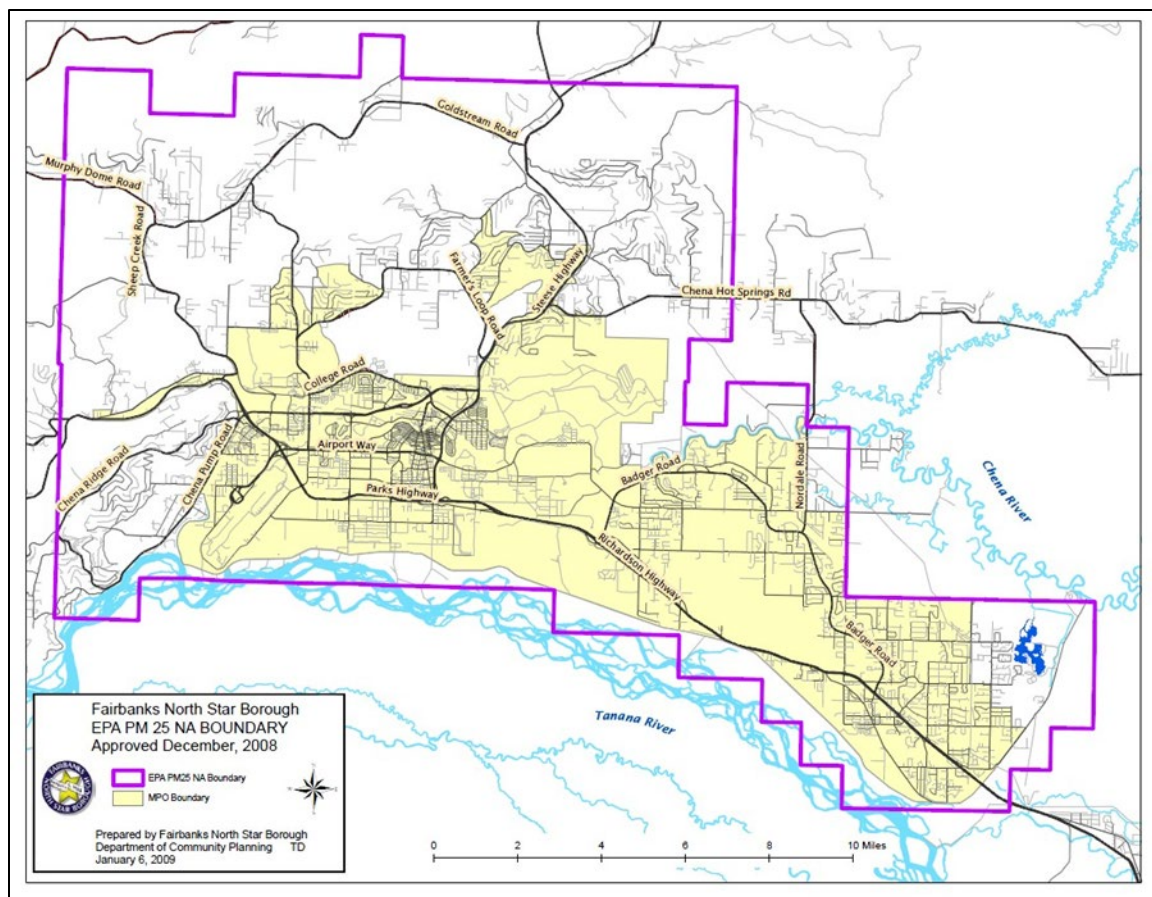 Goldstream Road
Murphy Dome Road
Sheep Creek Road
Farmer's Loop Road
Steese Highway
Chena Hot Springs Rd
College Road
Airport Way
Chena Pump Road
Chena Ridge Road
Parks Highway
Badger Road
Nordale Road
Chena River
Richardson Highway
Badger Road
Tanana River
Fairbanks North Star Borough
EPA PM 25 NA BOUNDARY
Approved December, 2008
EPA PM25 NA Boundary
MPO Boundary
Prepared by Fairbanks North Star Borough
Department of Community Planning TD
January 6, 2009
0 2 4 6 8 10 Miles